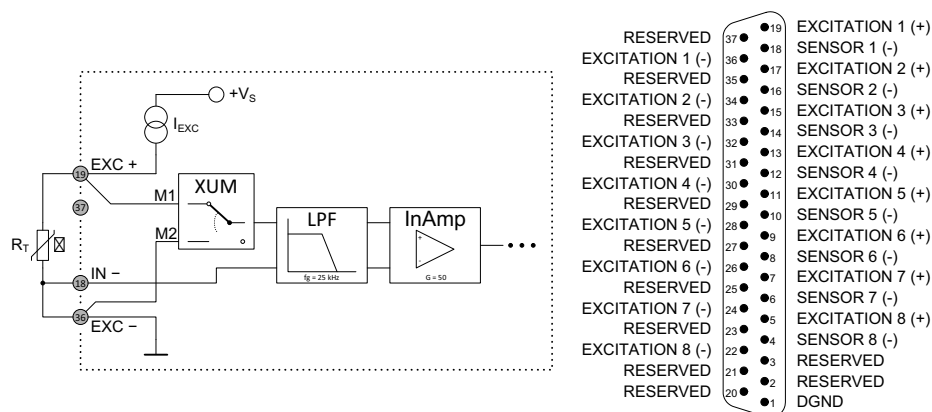 +VS
IEXC
19
EXC +
XUM
M1
37
LPF
InAmp
M2
RT
+
-
IN −
18
fg = 25 kHz
G = 50
36
EXC −
19 EXCITATION 1 (+)
RESERVED 37
18 SENSOR 1 (-)
EXCITATION 1 (-) 36
17 EXCITATION 2 (+)
RESERVED 35
16 SENSOR 2 (-)
EXCITATION 2 (-) 34
15 EXCITATION 3 (+)
RESERVED 33
14 SENSOR 3 (-)
EXCITATION 3 (-) 32
13 EXCITATION 4 (+)
RESERVED 31
12 SENSOR 4 (-)
EXCITATION 4 (-) 30
11 EXCITATION 5 (+)
RESERVED 29
10 SENSOR 5 (-)
EXCITATION 5 (-) 28
9 EXCITATION 6 (+)
RESERVED 27
8 SENSOR 6 (-)
EXCITATION 6 (-) 26
7 EXCITATION 7 (+)
RESERVED 25
6 SENSOR 7 (-)
EXCITATION 7 (-) 24
5 EXCITATION 8 (+)
RESERVED 23
4 SENSOR 8 (-)
EXCITATION 8 (-) 22
3 RESERVED
RESERVED 21
2 RESERVED
RESERVED 20
1 DGND